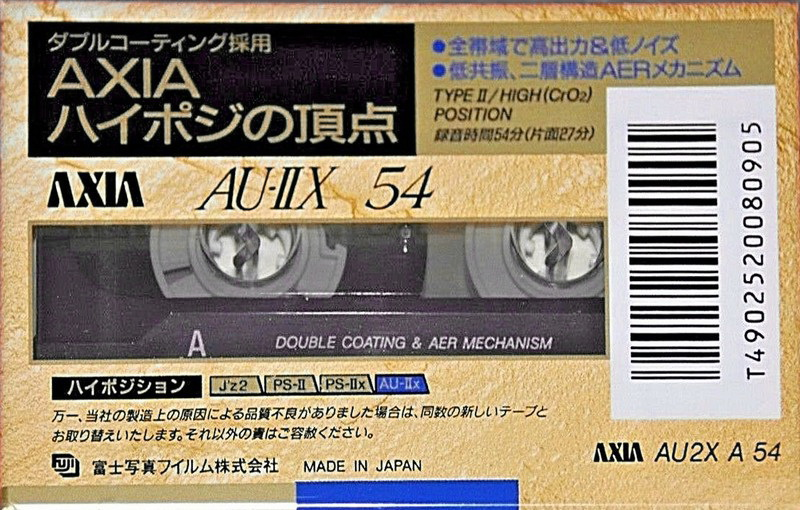 ダブルコーティング採用
AXIA
ハイポジの頂点
●全帯域で高出力&低ノイズ
●低共振、二層構造AERメカニズム
TYPE II/HIGH(CrO₂)
POSITION
録音時間54分(片面27分)
AXIA AU-IIX 54
A DOUBLE COATING & AER MECHANISM
T4902520080905
ハイポジション J'z2 PS-II PS-IIx AU-IIx
万一、当社の製造上の原因による品質不良がありました場合は、同数の新しいテープと
お取り替えいたします。それ以外の責はご容赦ください。
FUJI 富士写真フイルム株式会社 MADE IN JAPAN
AXIA AU2X A 54